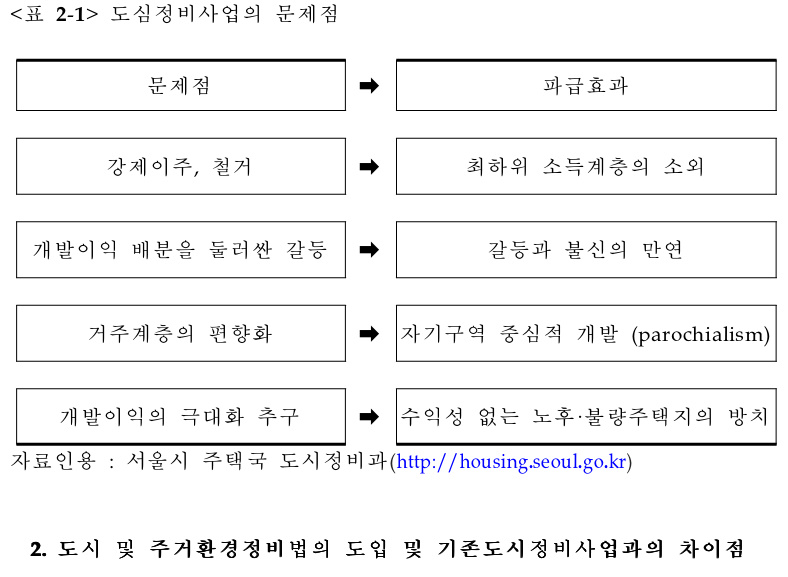 <표 2-1> 도심정비사업의 문제점
문제점 ➡ 파급효과
강제이주, 철거 ➡ 최하위 소득계층의 소외
개발이익 배분을 둘러싼 갈등 ➡ 갈등과 불신의 만연
거주계층의 편향화 ➡ 자기구역 중심적 개발 (parochialism)
개발이익의 극대화 추구 ➡ 수익성 없는 노후·불량주택지의 방치
자료인용 : 서울시 주택국 도시정비과(http://housing.seoul.go.kr)
2. 도시 및 주거환경정비법의 도입 및 기존도시정비사업과의 차이점